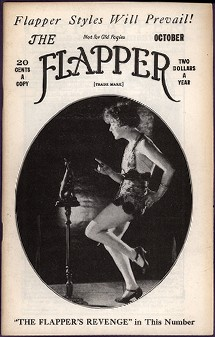 Flapper Styles Will Prevail!
THE Not for Old Fogies OCTOBER
FLAPPER
20 CENTS A COPY
[TRADE MARK]
TWO DOLLARS A YEAR
"THE FLAPPER'S REVENGE" in This Number